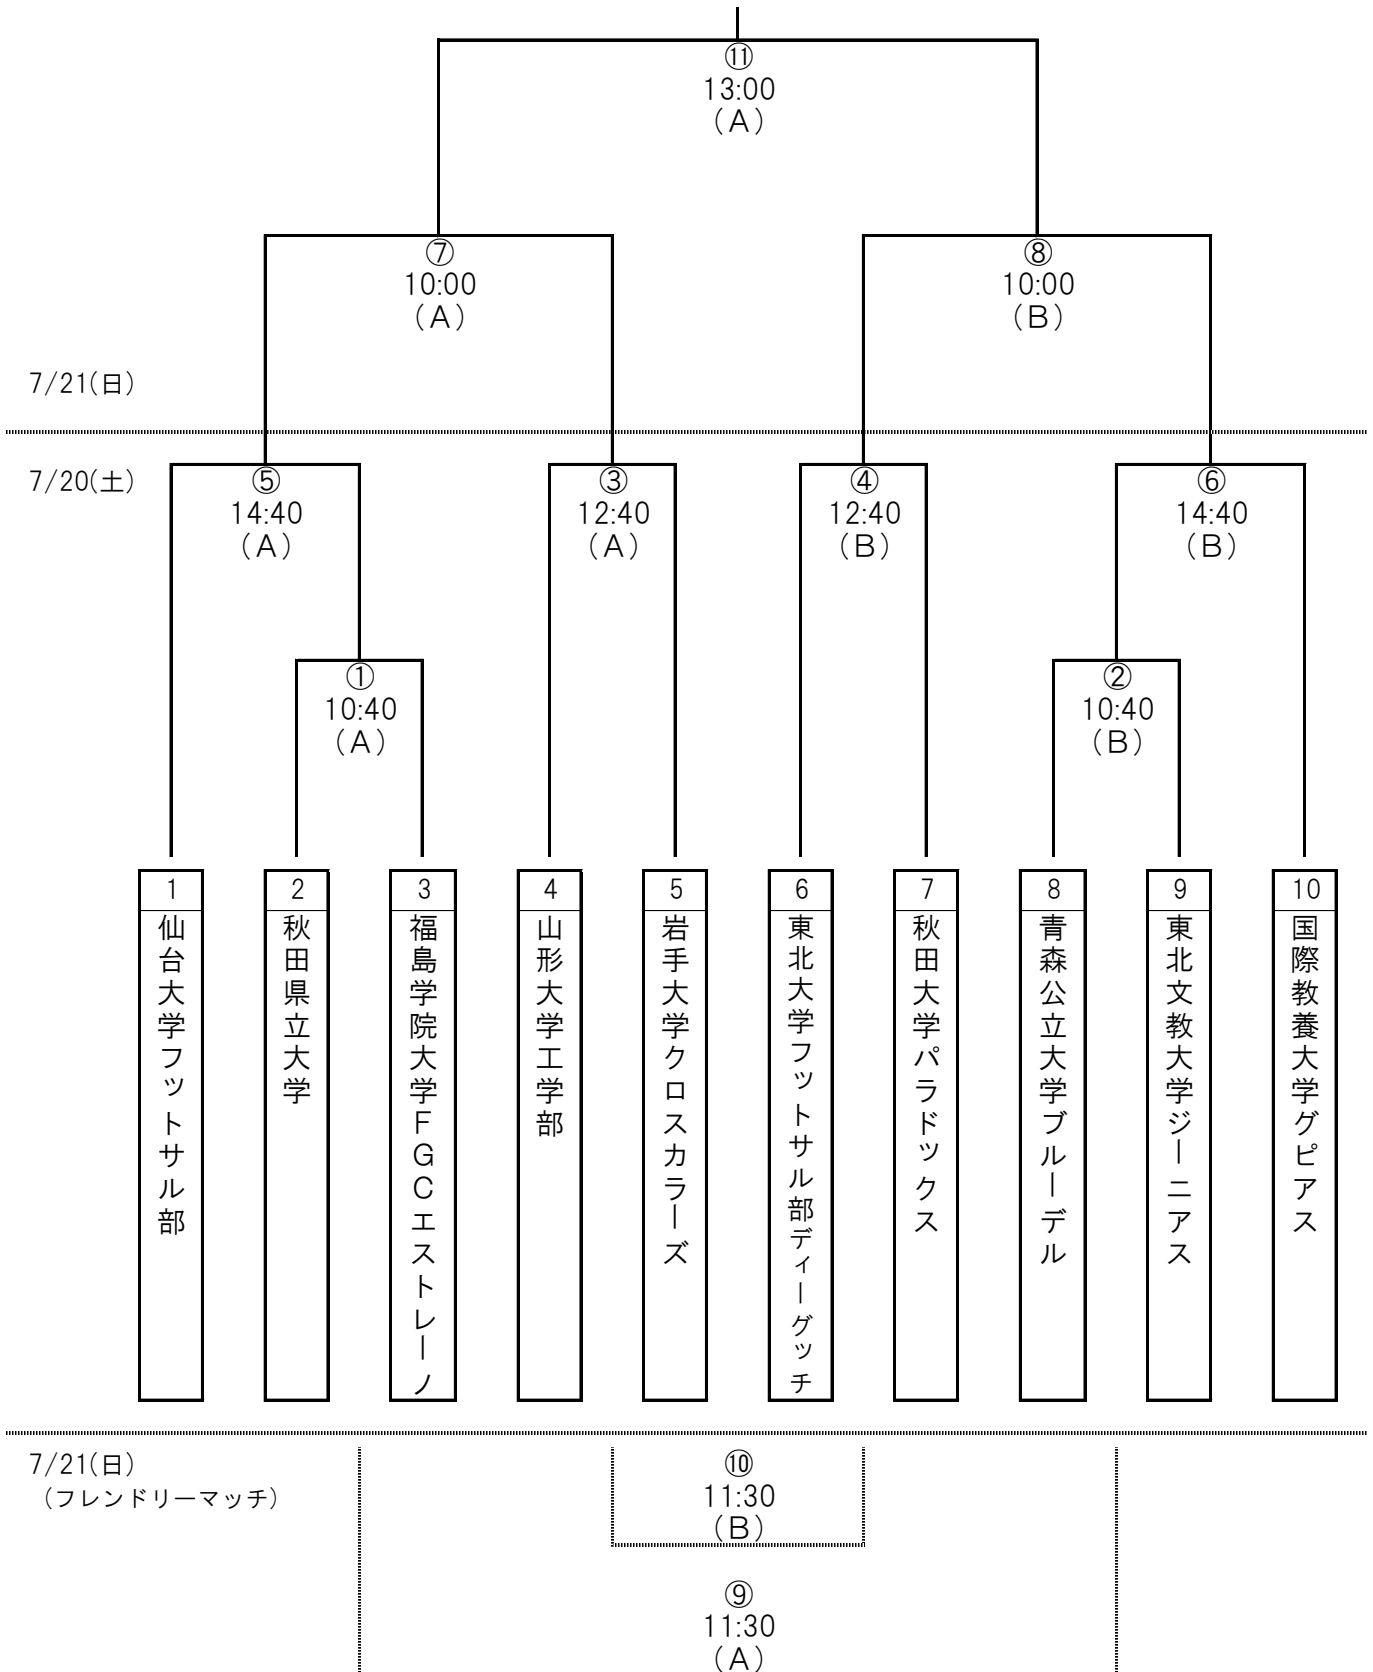 ⑪
13:00
（A）
⑦
10:00
（A）
⑧
10:00
（B）
7/21(日)
7/20(土)
⑤
14:40
（A）
③
12:40
（A）
④
12:40
（B）
⑥
14:40
（B）
①
10:40
（A）
②
10:40
（B）
1
仙台大学フットサル部
2
秋田県立大学
3
福島学院大学FGCエストレーノ
4
山形大学工学部
5
岩手大学クロスカラーズ
6
東北大学フットサル部ディーグッチ
7
秋田大学パラドックス
8
青森公立大学ブルーデル
9
東北文教大学ジーニアス
10
国際教養大学グピアス
7/21(日)
（フレンドリーマッチ）
⑩
11:30
（B）
⑨
11:30
（A）